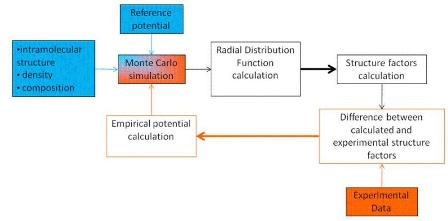 Reference
potential
•intramolecular
structure
• density
• composition
Monte Carlo
simulation
Radial Distribution
Function
calculation
Structure factors
calculation
Empirical potential
calculation
Difference between
calculated and
experimental structure
factors
Experimental
Data